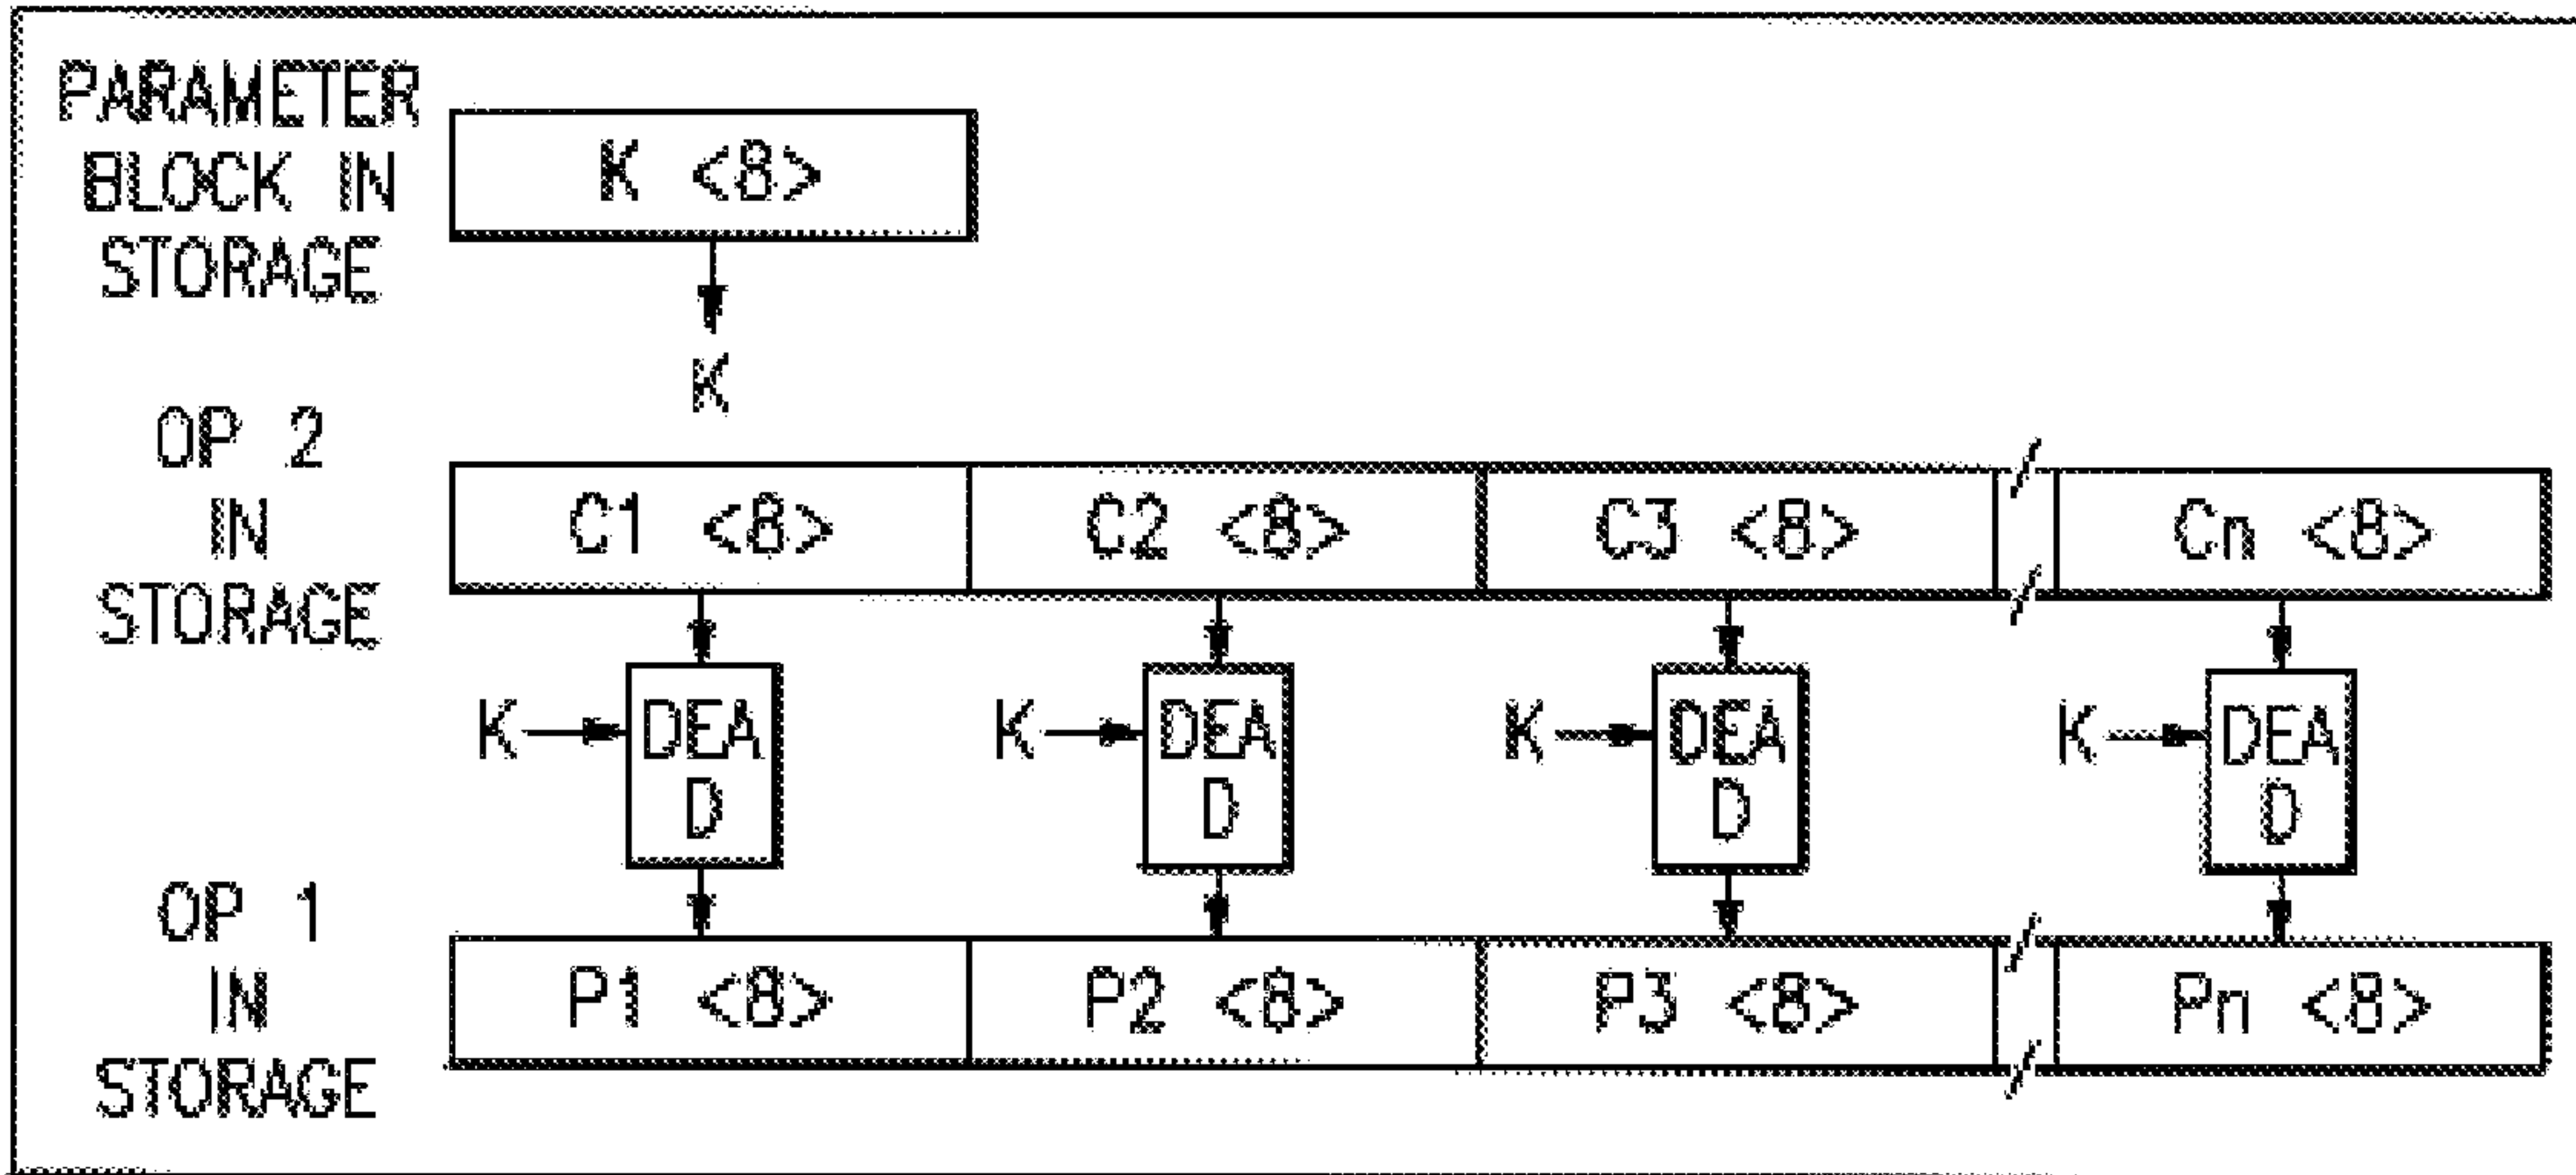 PARAMETER
BLOCK IN
STORAGE
K <8>
K
OP 2
IN
STORAGE
C1 <8> C2 <8> C3 <8> Cn <8>
K DEA K DEA K DEA K DEA
D D D D
OP 1
IN
STORAGE
P1 <8> P2 <8> P3 <8> Pn <8>